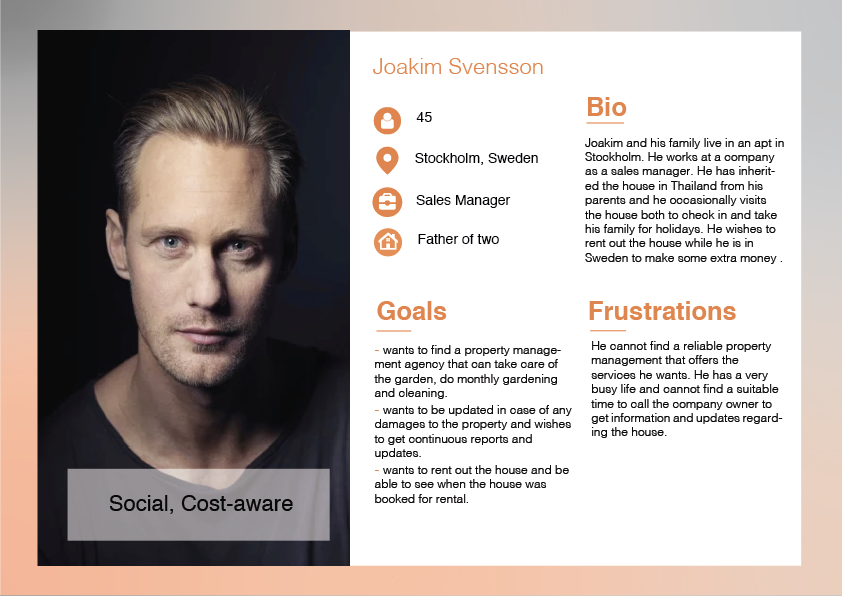 Joakim Svensson
45
Stockholm, Sweden
Sales Manager
Father of two
Bio
Joakim and his family live in an apt in
Stockholm. He works at a company
as a sales manager. He has inherit-
ed the house in Thailand from his
parents and he occasionally visits
the house both to check in and take
his family for holidays. He wishes to
rent out the house while he is in
Sweden to make some extra money .
Goals
- wants to find a property manage-
ment agency that can take care of
the garden, do monthly gardening
and cleaning.
- wants to be updated in case of any
damages to the property and wishes
to get continuous reports and
updates.
- wants to rent out the house and be
able to see when the house was
booked for rental.
Frustrations
He cannot find a reliable property
management that offers the
services he wants. He has a very
busy life and cannot find a suitable
time to call the company owner to
get information and updates regard-
ing the house.
Social, Cost-aware